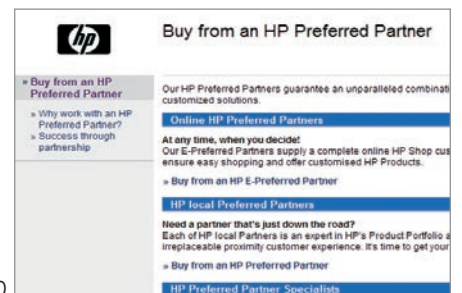 hp
Buy from an HP Preferred Partner
» Buy from an HP
Preferred Partner
» Why work with an HP
Preferred Partner?
» Success through
partnership
Our HP Preferred Partners guarantee an unparalleled combinati
customized solutions.
Online HP Preferred Partners
At any time, when you decide!
Our E-Preferred Partners supply a complete online HP Shop cus
ensure easy shopping and offer customised HP Products.
» Buy from an HP E-Preferred Partner
HP local Preferred Partners
Need a partner that's just down the road?
Each of HP local Partners is an expert in HP's Product Portfolio a
irreplaceable proximity customer experience. It's time to get your
» Buy from an HP Preferred Partner
HP Preferred Partner Specialists